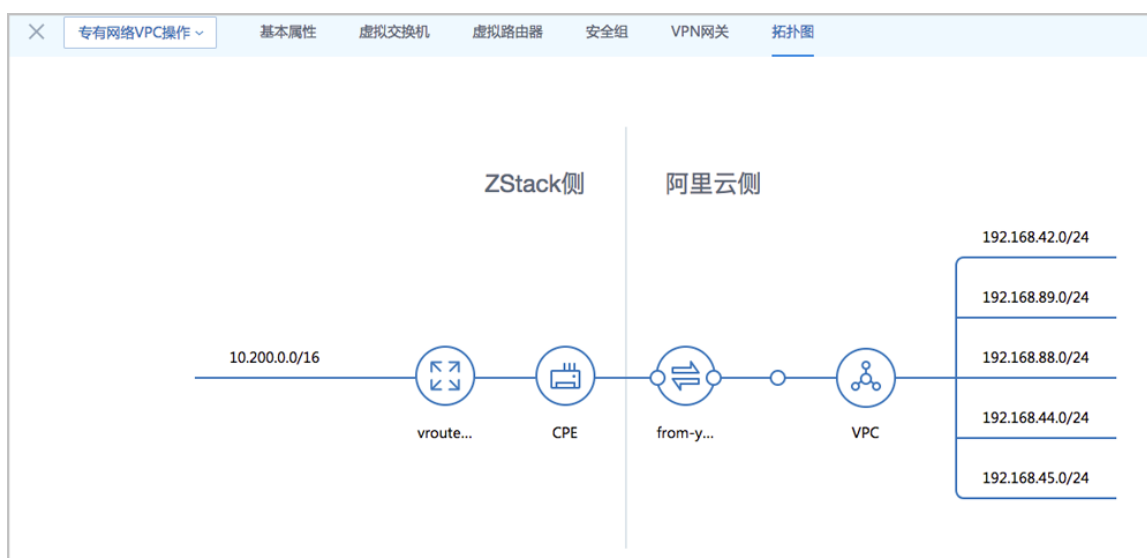 专有网络VPC操作 基本属性 虚拟交换机 虚拟路由器 安全组 VPN网关 拓扑图
ZStack侧 阿里云侧
192.168.42.0/24
192.168.89.0/24
10.200.0.0/16 192.168.88.0/24
vroute... CPE from-y... VPC
192.168.44.0/24
192.168.45.0/24